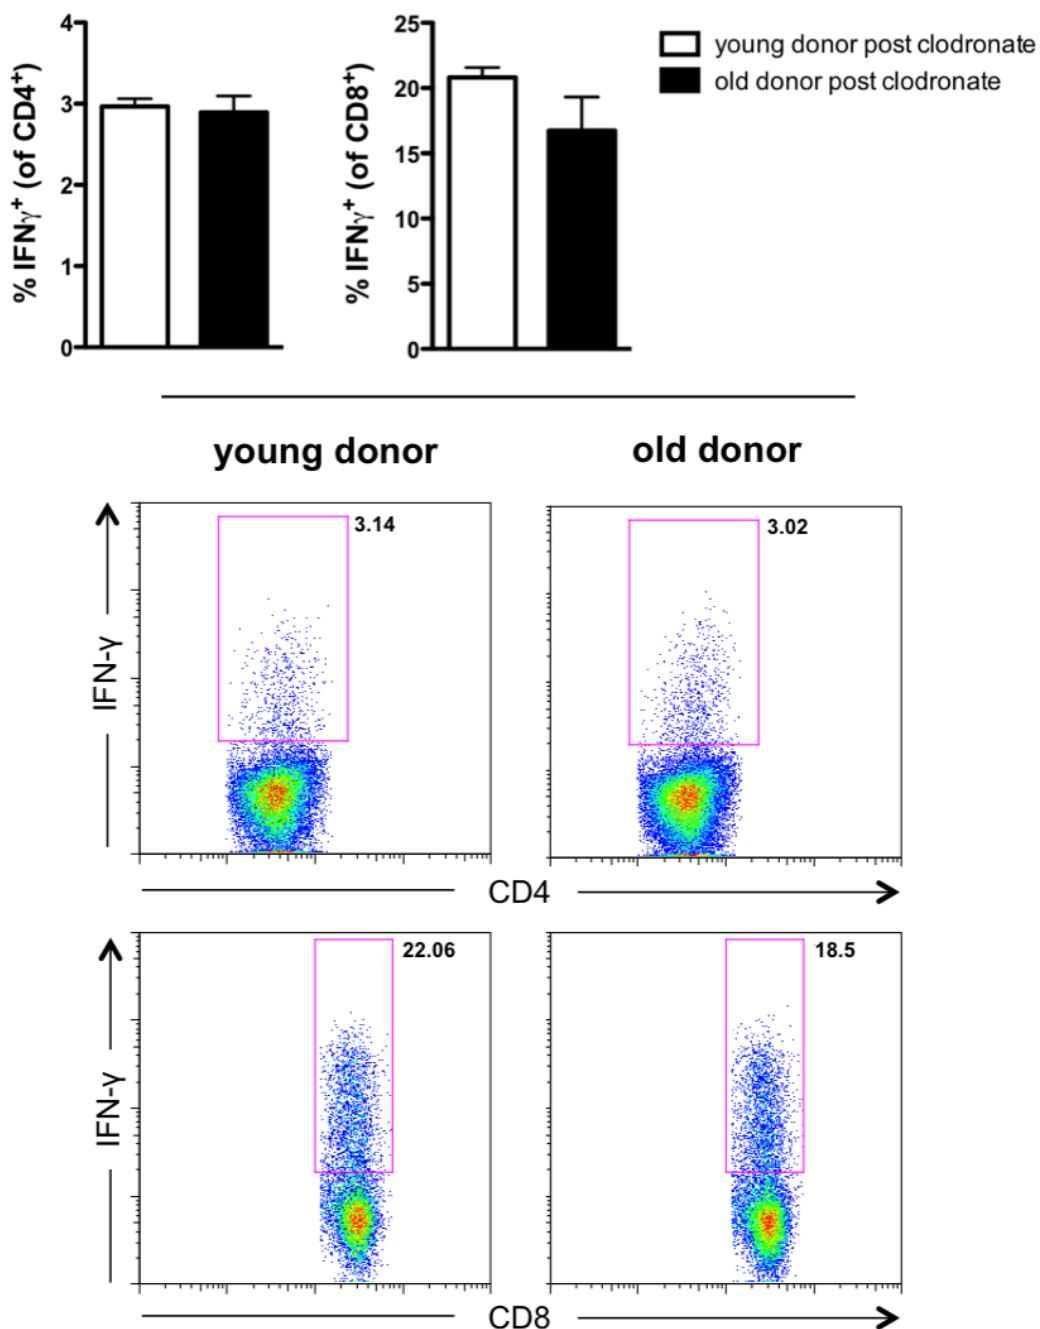 % IFNγ⁺ (of CD4⁺)
4
3
2
1
0
% IFNγ⁺ (of CD8⁺)
25
20
15
10
5
0
young donor post clodronate
old donor post clodronate
young donor
old donor
IFN-γ
3.14
3.02
CD4
IFN-γ
22.06
18.5
CD8